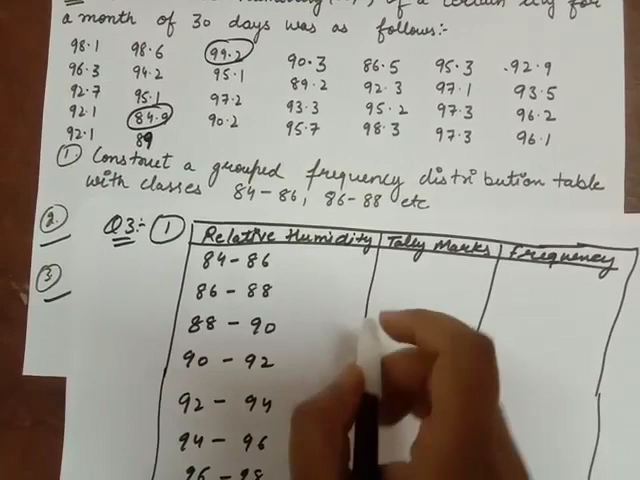 of a certain city for
a month of 30 days was as follows:-
98.1 98.6 99.2 90.3 86.5 95.3 .92.9
96.3 94.2 95.1 89.2 92.3 97.1 93.5
92.7 95.1 97.2 93.3 95.2 97.3 96.2
92.1 84.9 90.2 95.7 98.3 97.3 96.1
92.1 89
① Construct a grouped frequency distribution table
with classes 84-86, 86-88 etc
2.
3
Q3:- ①
Relative Humidity Tally Marks Frequency
84-86
86-88
88-90
90-92
92-94
94-96
96-98